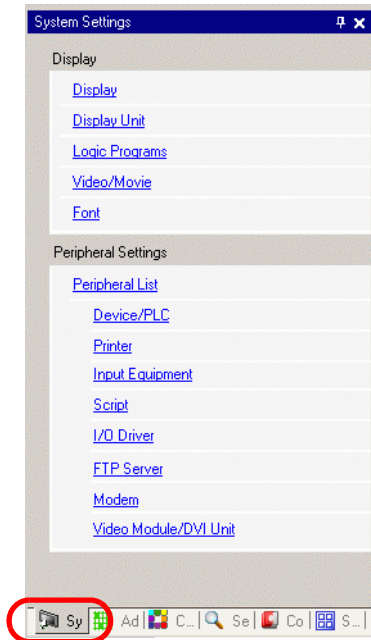 System Settings
Display
Display
Display Unit
Logic Programs
Video/Movie
Font
Peripheral Settings
Peripheral List
Device/PLC
Printer
Input Equipment
Script
I/O Driver
FTP Server
Modem
Video Module/DVI Unit
Sy Ad C... Se Co S...